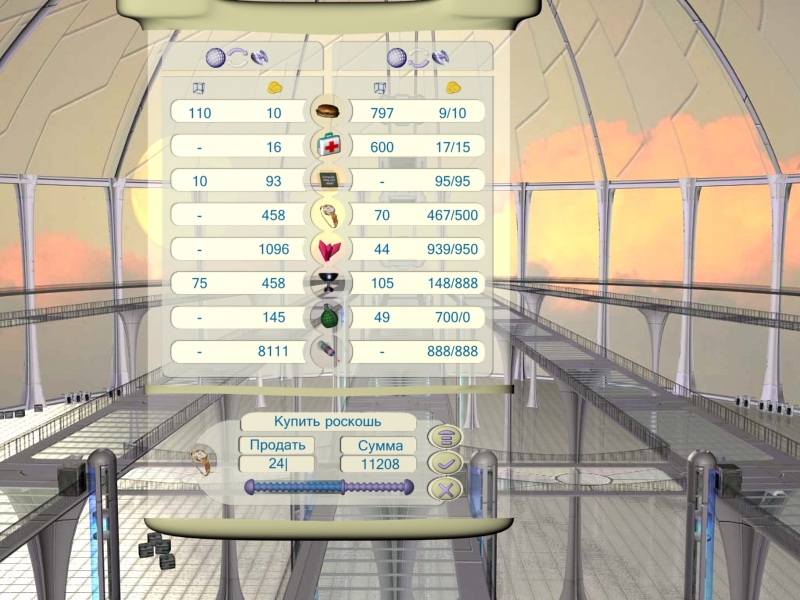 110 10 797 9/10
- 16 600 17/15
10 93 - 95/95
- 458 70 467/500
- 1096 44 939/950
75 458 105 148/888
- 145 49 700/0
- 8111 - 888/888
Купить роскошь
Продать Сумма
24| 11208